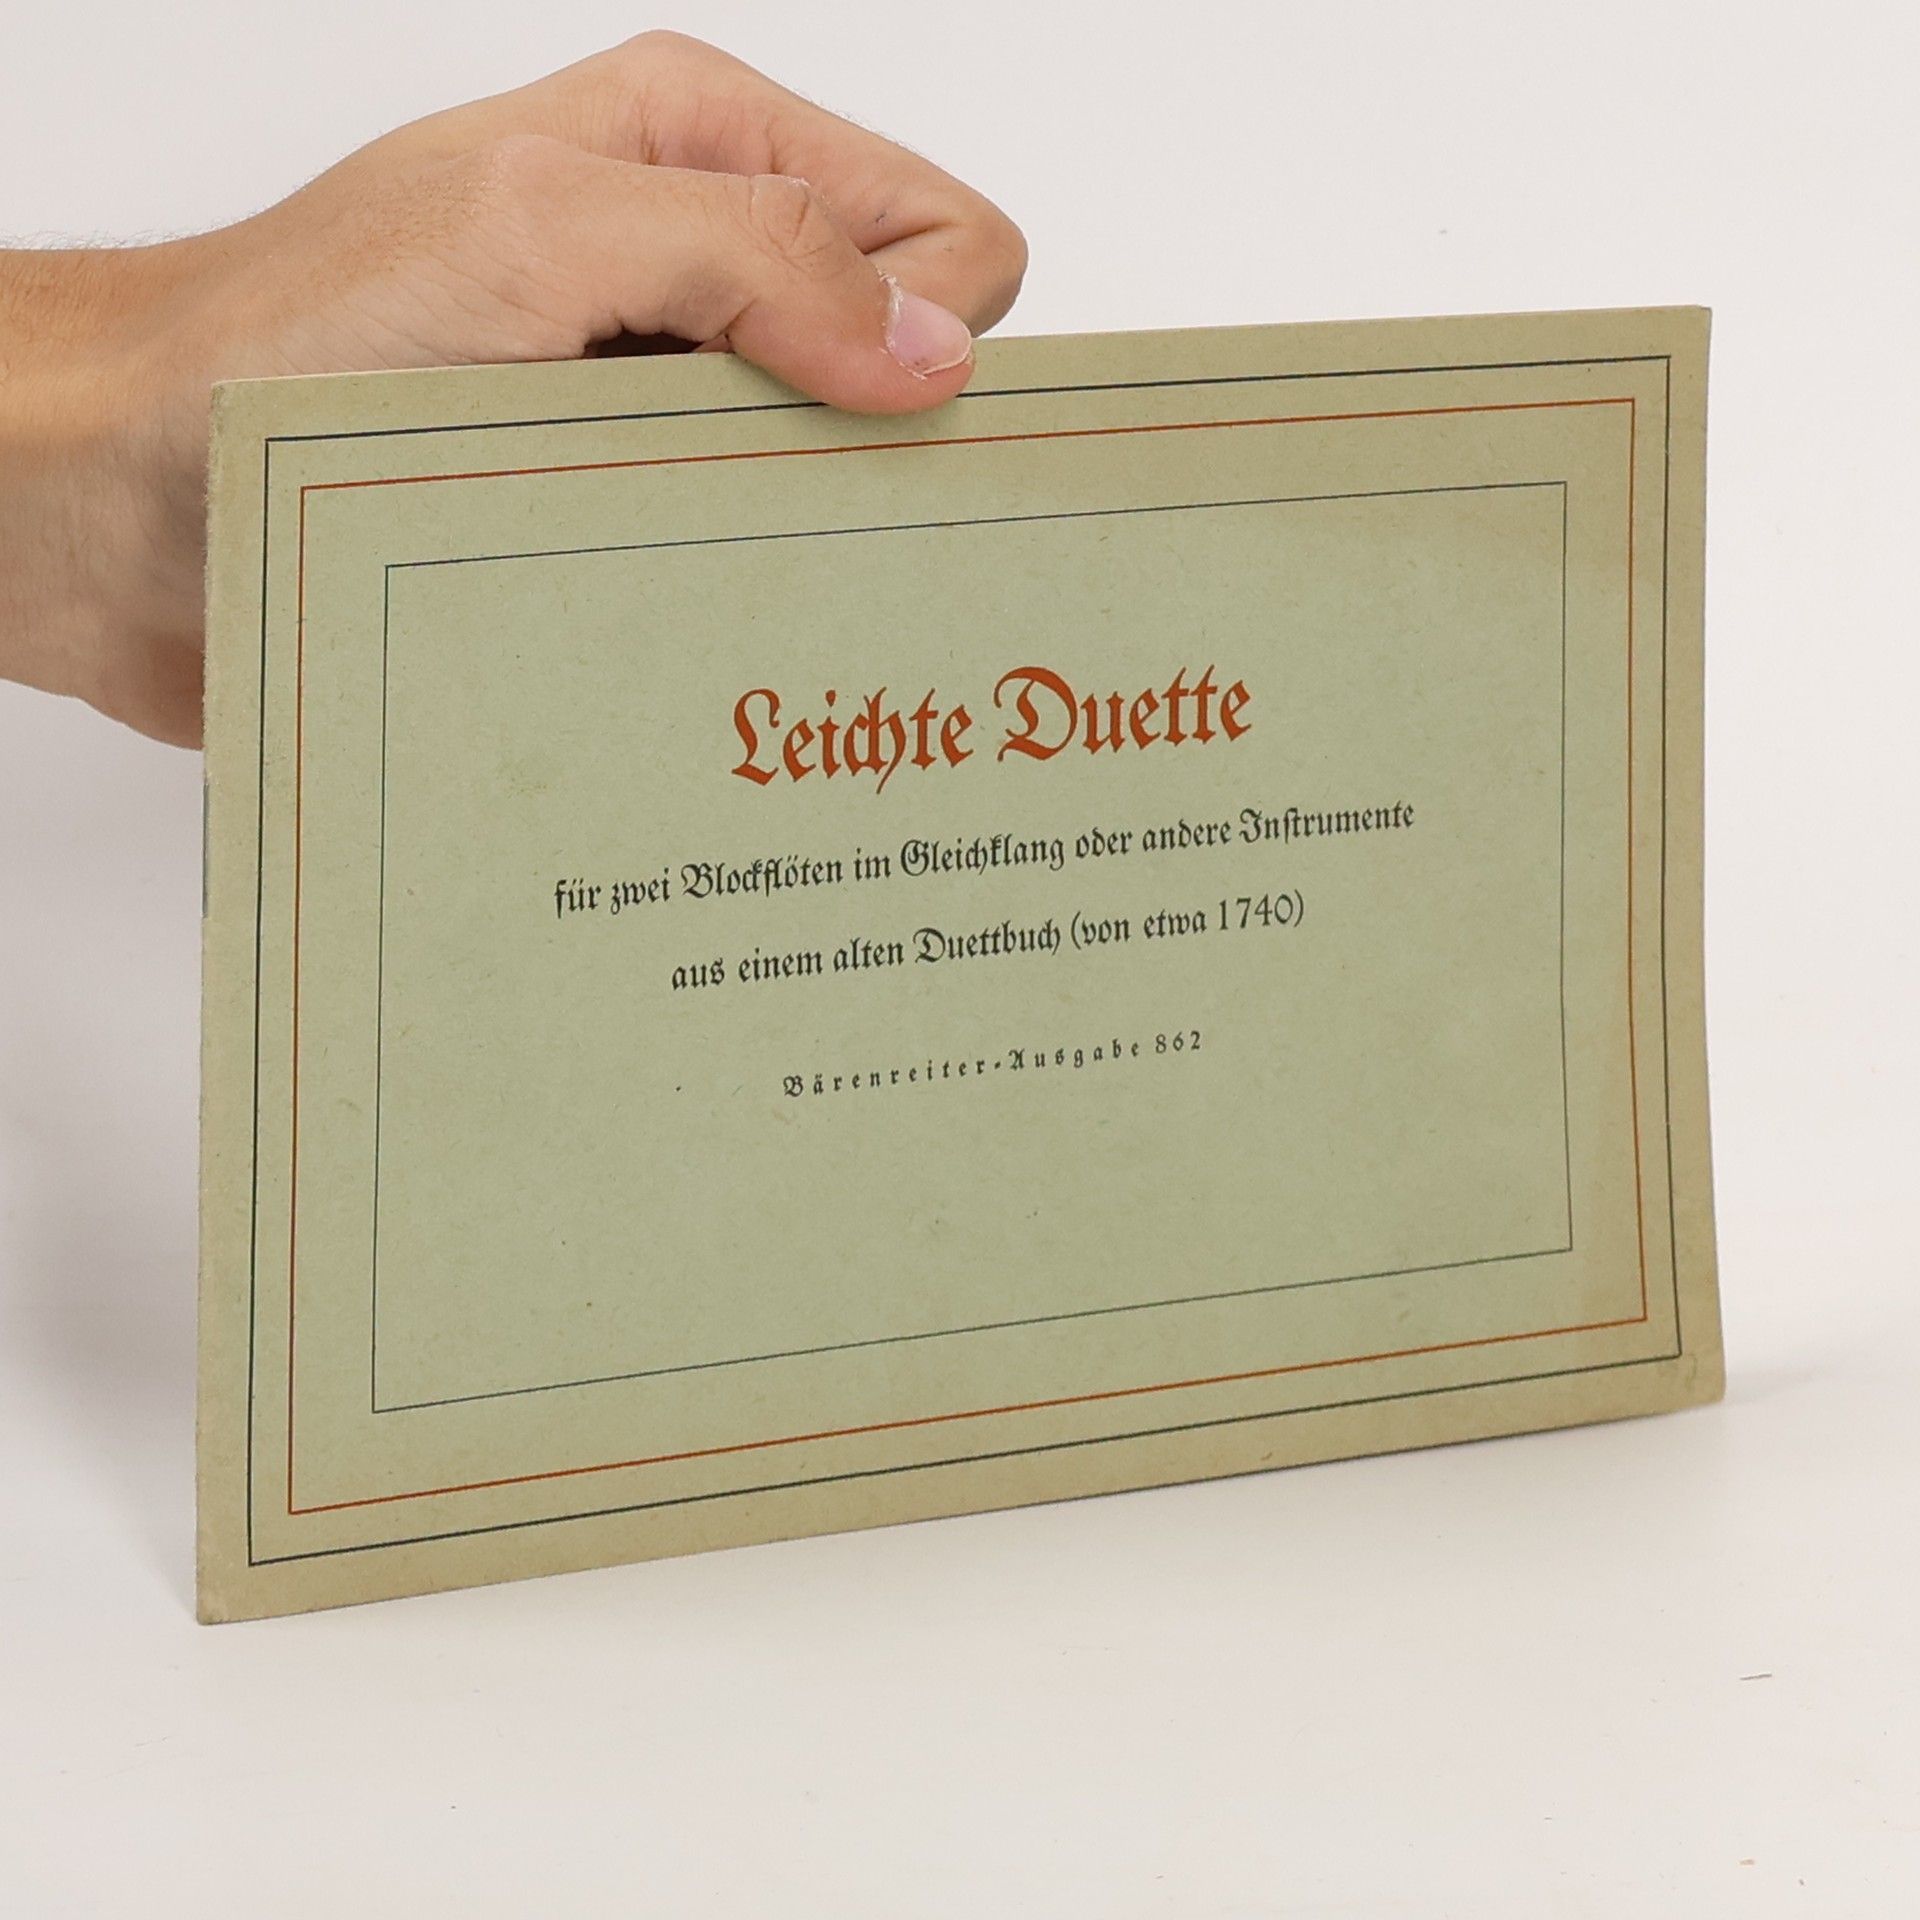 Leichte Duette
für zwei Blockflöten im Gleichklang oder andere Inſtrumente
aus einem alten Duettbuch (von etwa 1740)
Bärenreiter-Ausgabe 862